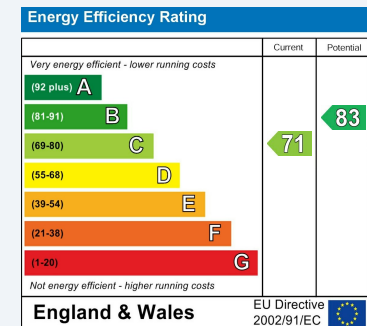 Energy Efficiency Rating
Current Potential
Very energy efficient - lower running costs
(92 plus) A
(81-91) B
83
(69-80) C
71
(55-68) D
(39-54) E
(21-38) F
(1-20) G
Not energy efficient - higher running costs
England & Wales
EU Directive
2002/91/EC